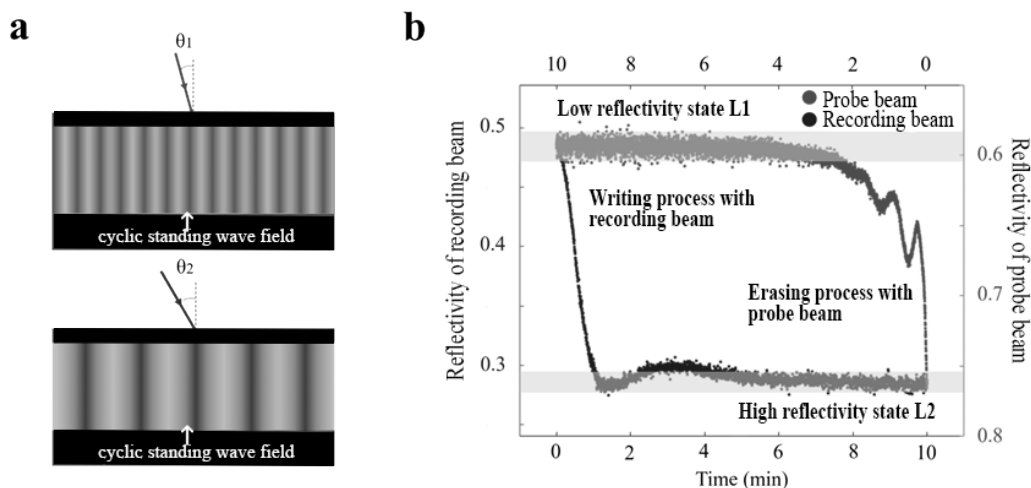 a
θ1
cyclic standing wave field
θ2
cyclic standing wave field
b
10 8 6 4 2 0
Low reflectivity state L1
Probe beam
Recording beam
Writing process with
recording beam
Erasing process with
probe beam
High reflectivity state L2
0.5
0.4
0.3
Reflectivity of recording beam
0.6
0.7
0.8
Reflectivity of probe beam
0 2 4 6 8 10
Time (min)